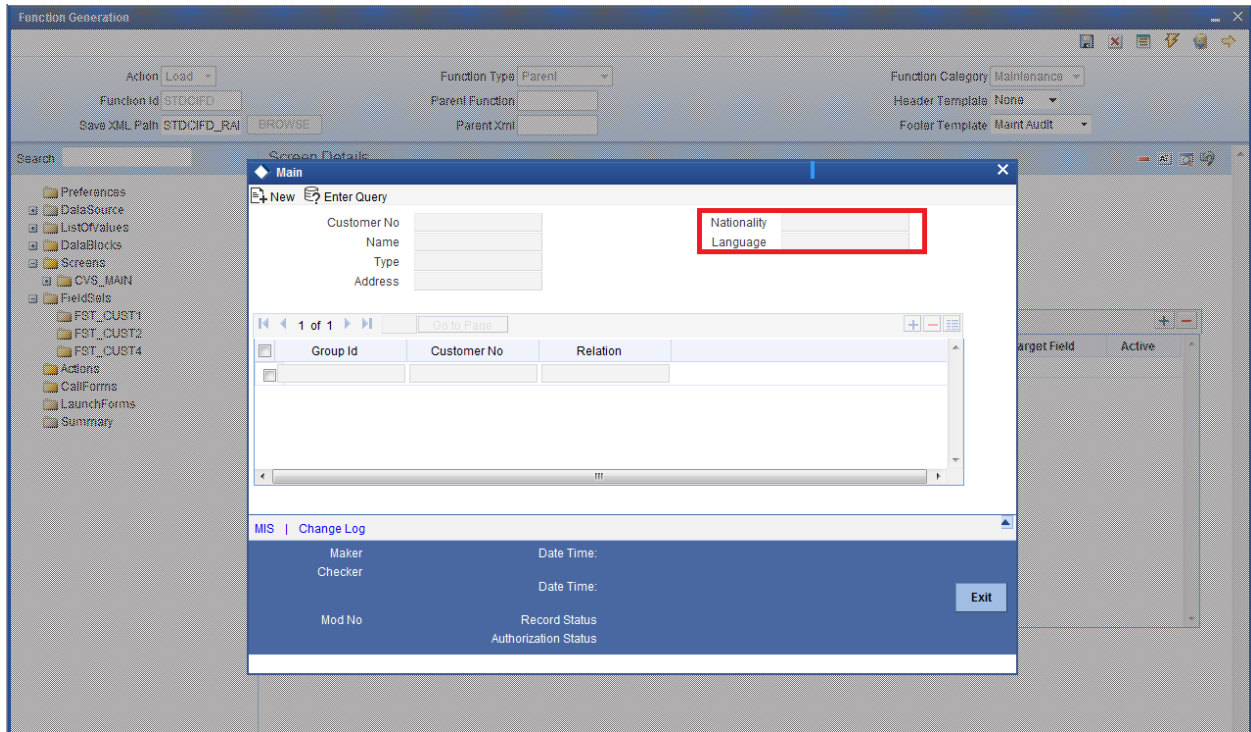 Function Generation
Action Load Function Type Parent Function Category Maintenance
Function Id STDCIFD Parent Function Header Template None
Save XML Path STDCIFD_RAI BROWSE Parent Xml Footer Template Maint Audit
Search
Screen Details
Preferences
DataSource
ListOfValues
DataBlocks
Screens
CVS_MAIN
FieldSets
FST_CUST1
FST_CUST2
FST_CUST4
Actions
CallForms
LaunchForms
Summary
arget Field Active
Main
New Enter Query
Customer No Nationality
Name Language
Type
Address
1 of 1 Go to Page
Group Id Customer No Relation
MIS | Change Log
Maker Date Time:
Checker
Date Time:
Exit
Mod No Record Status
Authorization Status